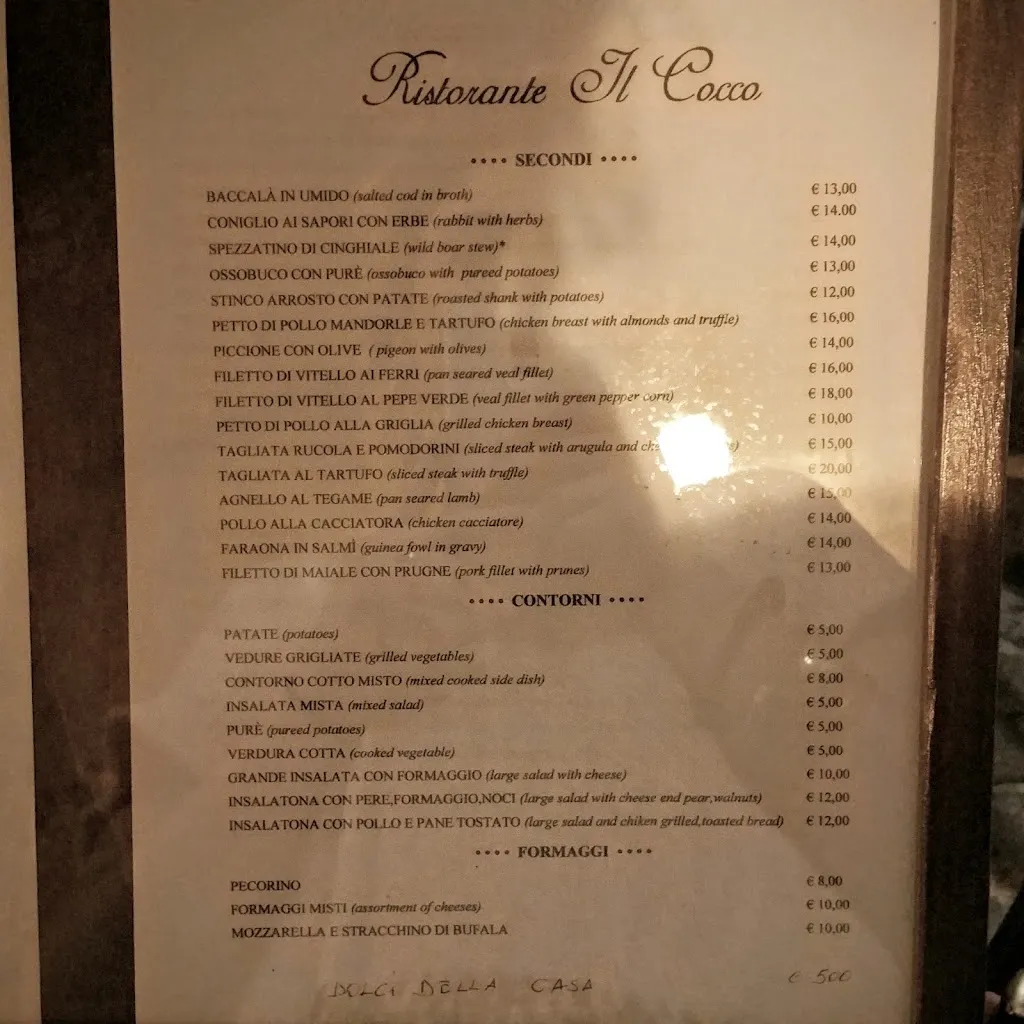 Ristorante Il Cocco
•••• SECONDI ••••
BACCALÀ IN UMIDO (salted cod in broth) € 13,00
CONIGLIO AI SAPORI CON ERBE (rabbit with herbs) € 14.00
SPEZZATINO DI CINGHIALE (wild boar stew)* € 14,00
OSSOBUCO CON PURÈ (ossobuco with pureed potatoes) € 13,00
STINCO ARROSTO CON PATATE (roasted shank with potatoes) € 12,00
PETTO DI POLLO MANDORLE E TARTUFO (chicken breast with almonds and truffle) € 16,00
PICCIONE CON OLIVE ( pigeon with olives) € 14,00
FILETTO DI VITELLO AI FERRI (pan seared veal fillet) € 16,00
FILETTO DI VITELLO AL PEPE VERDE (veal fillet with green pepper corn) € 18,00
PETTO DI POLLO ALLA GRIGLIA (grilled chicken breast) € 10,00
TAGLIATA RUCOLA E POMODORINI (sliced steak with arugula and € 15,00
TAGLIATA AL TARTUFO (sliced steak with truffle) € 20,00
AGNELLO AL TEGAME (pan seared lamb) € 15,00
POLLO ALLA CACCIATORA (chicken cacciatore) € 14,00
FARAONA IN SALMÌ (guinea fowl in gravy) € 14,00
FILETTO DI MAIALE CON PRUGNE (pork fillet with prunes) € 13,00
•••• CONTORNI ••••
PATATE (potatoes) € 5,00
VEDURE GRIGLIATE (grilled vegetables) € 5,00
CONTORNO COTTO MISTO (mixed cooked side dish) € 8,00
INSALATA MISTA (mixed salad) € 5,00
PURÈ (pureed potatoes) € 5,00
VERDURA COTTA (cooked vegetable) € 5,00
GRANDE INSALATA CON FORMAGGIO (large salad with cheese) € 10,00
INSALATONA CON PERE,FORMAGGIO,NOCI (large salad with cheese end pear,walnuts) € 12,00
INSALATONA CON POLLO E PANE TOSTATO (large salad and chiken grilled,toasted bread) € 12,00
•••• FORMAGGI ••••
PECORINO € 8,00
FORMAGGI MISTI (assortment of cheeses) € 10,00
MOZZARELLA E STRACCHINO DI BUFALA € 10,00
DOLCI DELLA CASA € 500